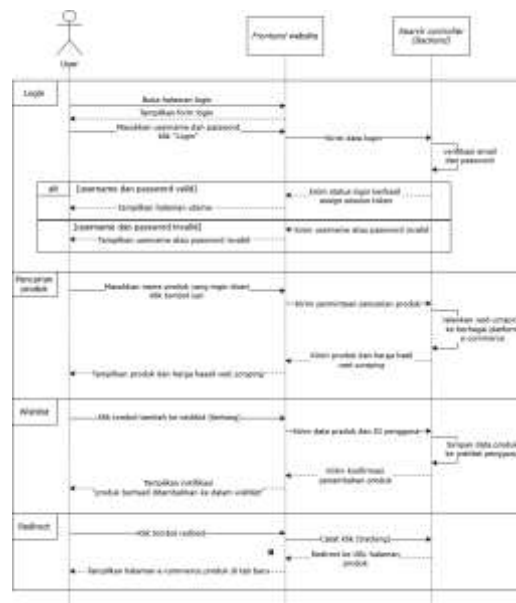 User
Frontend website
Search controller
(Backend)
Login
Buka halaman login
Tampilkan form login
Masukkan username dan password,
klik "Login"
Kirim data login
verifikasi email
dan password
alt
[username dan password valid]
Kirim status login berhasil
assign session token
Tampilkan halaman utama
[username dan password invalid]
Kirim username atau password invalid
Tampilkan username atau password invalid
Pencarian
produk
Masukkan nama produk yang ingin dicari
klik tombol cari
Kirim permintaan pencarian produk
Jalankan web scraping
ke berbagai platform
e-commerce
Kirim produk dan harga hasil
web scraping
Tampilkan produk dan harga hasil web scraping
Wishlist
Klik tombol tambah ke wishlist (bintang)
Kirim data produk dan ID pengguna
Simpan data produk
ke wishlist pengguna
Kirim konfirmasi
penambahan produk
Tampilkan notifikasi
"produk berhasil ditambahkan ke dalam wishlist"
Redirect
Klik tombol redirect
Catat klik (tracking)
Redirect ke URL halaman
produk
Tampilkan halaman e-commerce produk di tab baru